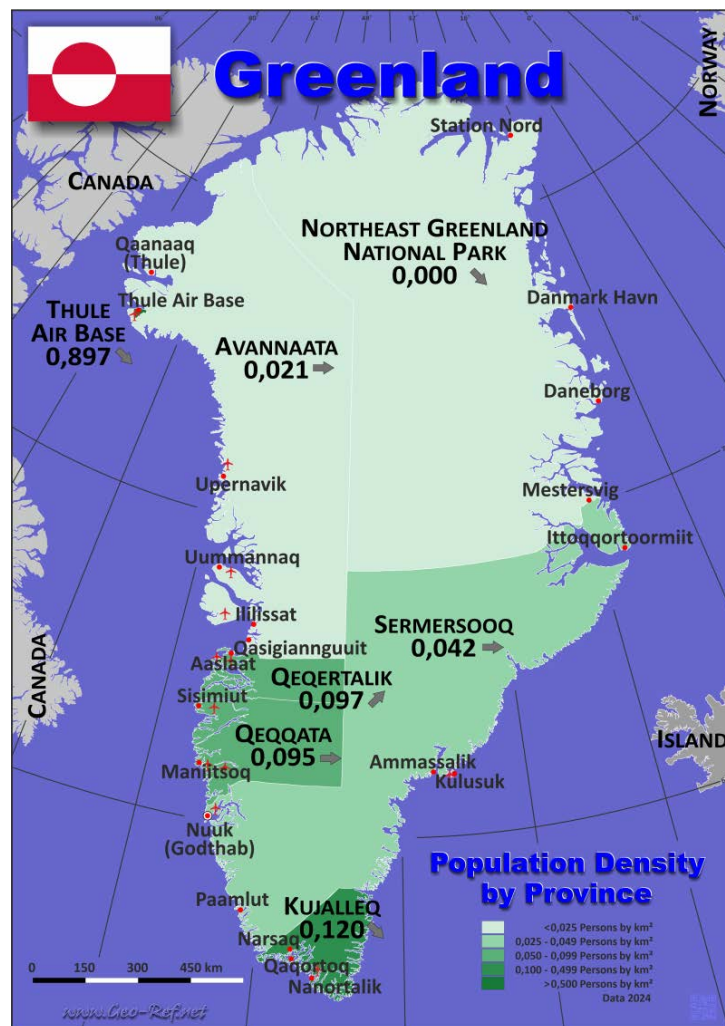 Greenland
NORWAY
CANADA
Station Nord
NORTHEAST GREENLAND
NATIONAL PARK
0,000
Qaanaaq
(Thule)
Thule Air Base
THULE
AIR BASE
0,897
Danmark Havn
AVANNAATA
0,021
Daneborg
Upernavik
Mestersvig
Ittoqqortoormiit
Uummannaq
Ililissat
SERMERSOOQ
0,042
Qasigiannguuit
Aaslaat
QEQERTALIK
0,097
Sisimiut
CANADA
QEQQATA
0,095
ISLAND
Ammassalik
Kulusuk
Maniitsoq
Nuuk
(Godthab)
Population Density
by Province
Paamlut
KUJALLEQ
0,120
<0,025 Persons by km²
0,025 - 0,049 Persons by km²
0,050 - 0,099 Persons by km²
0,100 - 0,499 Persons by km²
>0,500 Persons by km²
Data 2024
Narsaq
Qaqortoq
Nanortalik
0 150 300 450 km
www.Geo-Ref.net